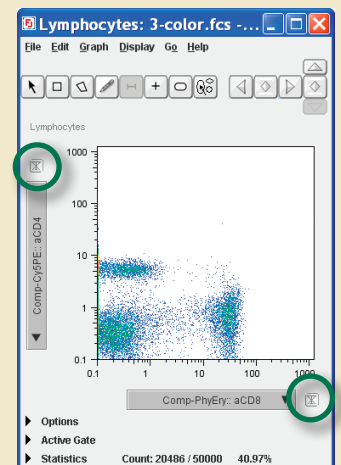 Lymphocytes: 3-color.fcs -...
File Edit Graph Display Go Help
Lymphocytes
1000
100
10
1
0.1
0.1 1 10 100 1000
Comp-Cy5PE:: aCD4
Comp-PhyEry:: aCD8
Options
Active Gate
Statistics Count: 20486 / 50000 40.97%